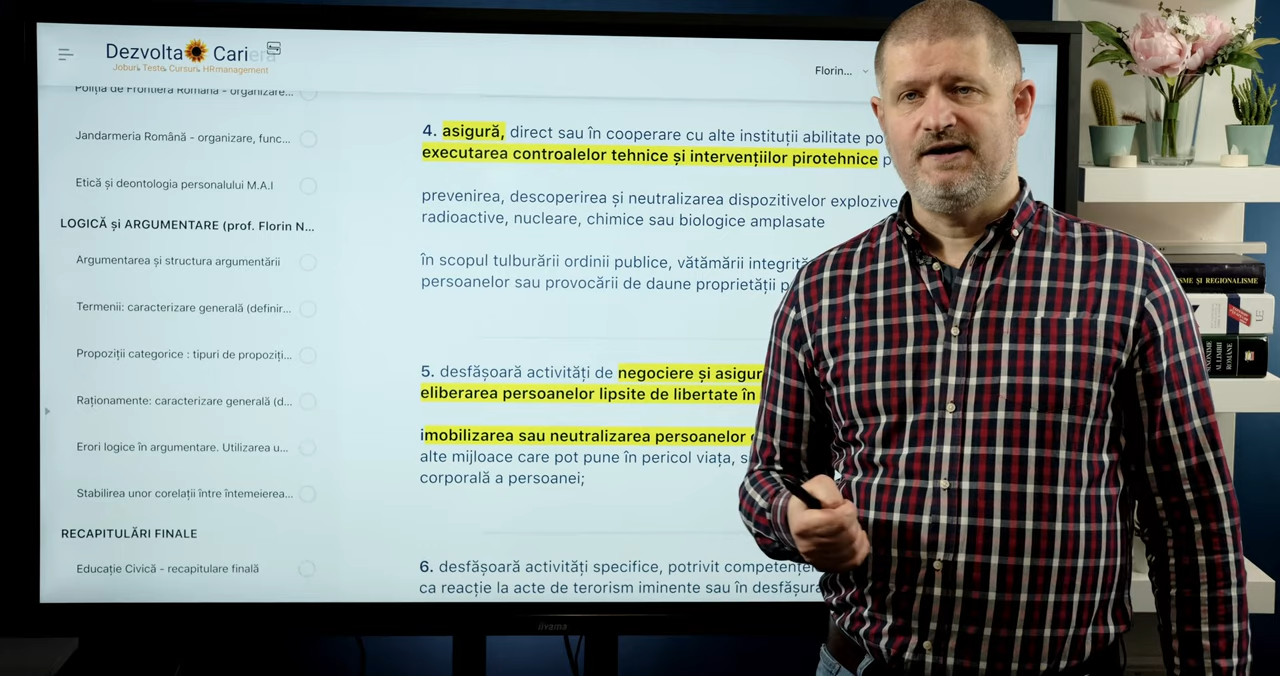 Dezvolta Cariera
Joburi, Teste, Cursuri, HRmanagement
Florin...
Poliția de Frontieră Română - organizare...
Jandarmeria Română - organizare, func...
Etică și deontologia personalului M.A.I
LOGICĂ și ARGUMENTARE (prof. Florin N...
Argumentarea și structura argumentării
Termenii: caracterizare generală (definir...
Propoziții categorice : tipuri de propoziți...
Raționamente: caracterizare generală (d...
Erori logice în argumentare. Utilizarea u...
Stabilirea unor corelații între întemeierea...
RECAPITULĂRI FINALE
Educație Civică - recapitulare finală
4. asigură, direct sau în cooperare cu alte instituții abilitate po
executarea controalelor tehnice și intervențiilor pirotehnice p
prevenirea, descoperirea și neutralizarea dispozitivelor explozive
radioactive, nucleare, chimice sau biologice amplasate
în scopul tulburării ordinii publice, vătămării integrită
persoanelor sau provocării de daune proprietății p
5. desfășoară activități de negociere și asigur
eliberarea persoanelor lipsite de libertate în
imobilizarea sau neutralizarea persoanelor
alte mijloace care pot pune în pericol viața, s
corporală a persoanei;
6. desfășoară activități specifice, potrivit competențe
ca reacție la acte de terorism iminente sau în desfășura
iiyama
SME ȘI REGIONALISME
ROMÂNE